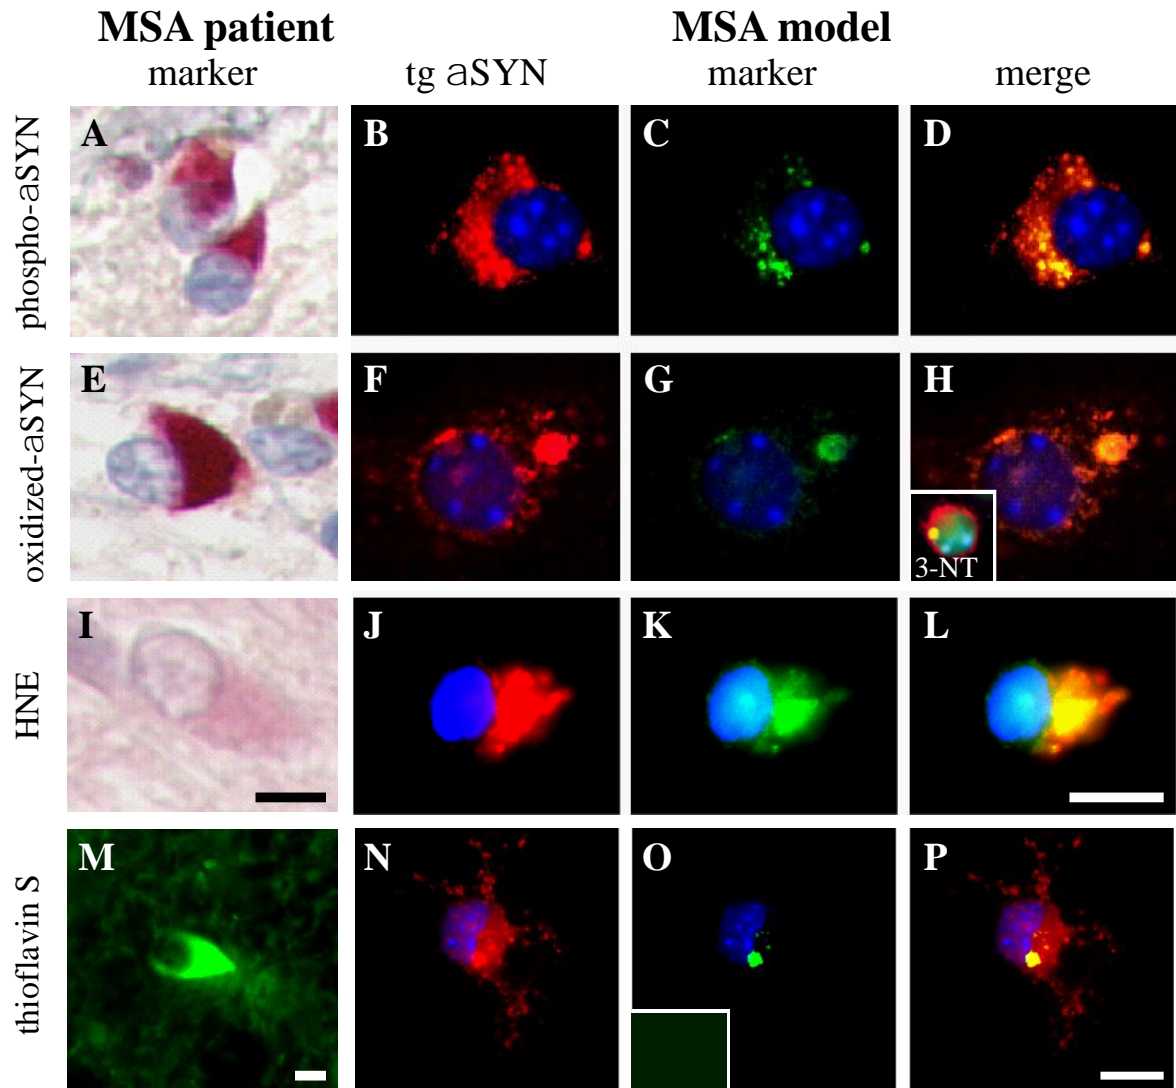 MSA patient MSA model
marker tg aSYN marker merge
phospho-aSYN
A B C D
oxidized-aSYN
E F G H
3-NT
HNE
I J K L
thioflavin S
M N O P